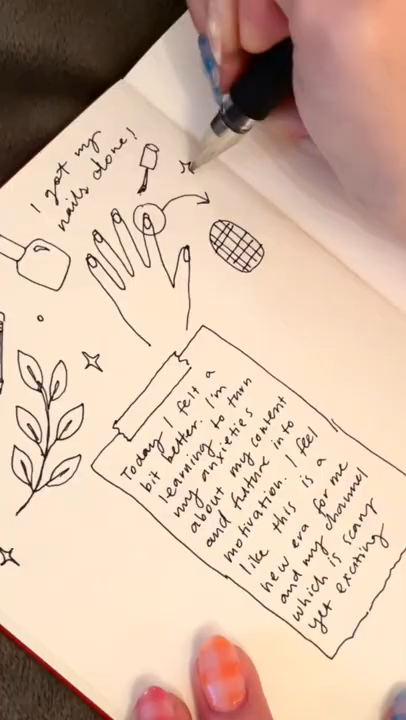 I got my
nails done!
Today I felt a
bit better. I'm
learning to turn
my anxieties
about my content
and future into
motivation. I feel
like this is a
new era for me
and my channel
which is scary
yet exciting